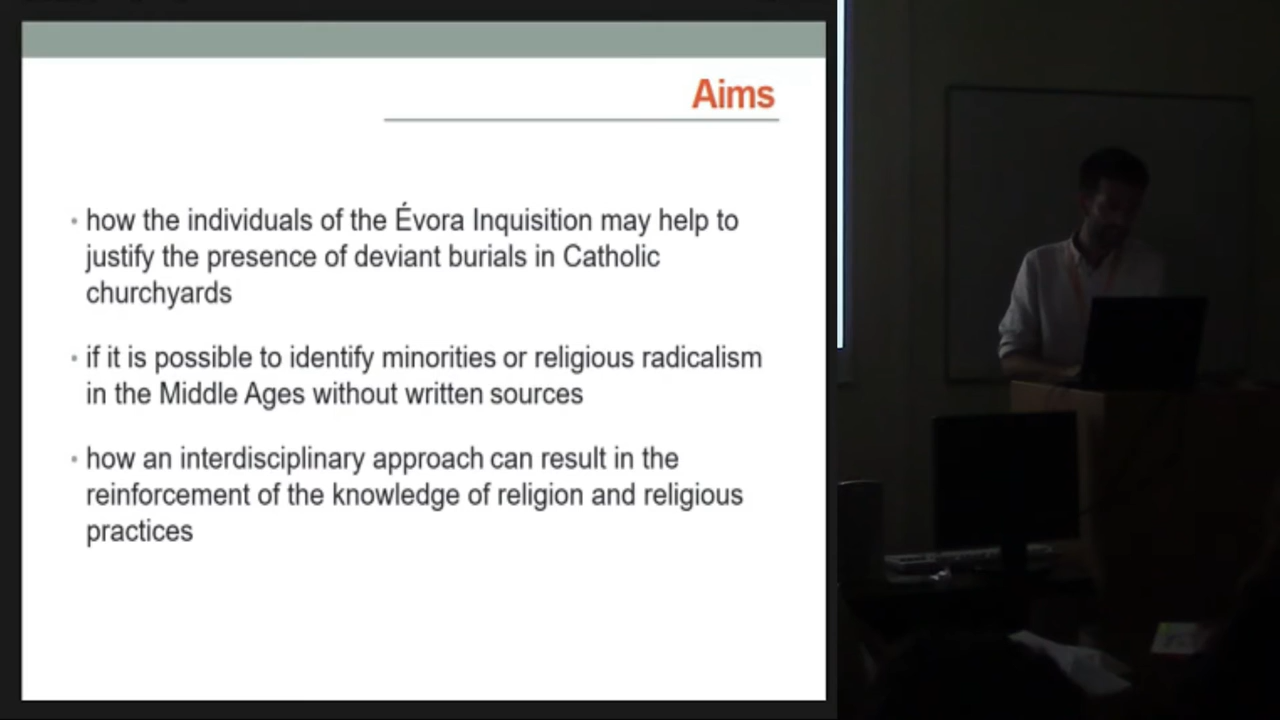 Aims
• how the individuals of the Évora Inquisition may help to
justify the presence of deviant burials in Catholic
churchyards
• if it is possible to identify minorities or religious radicalism
in the Middle Ages without written sources
• how an interdisciplinary approach can result in the
reinforcement of the knowledge of religion and religious
practices